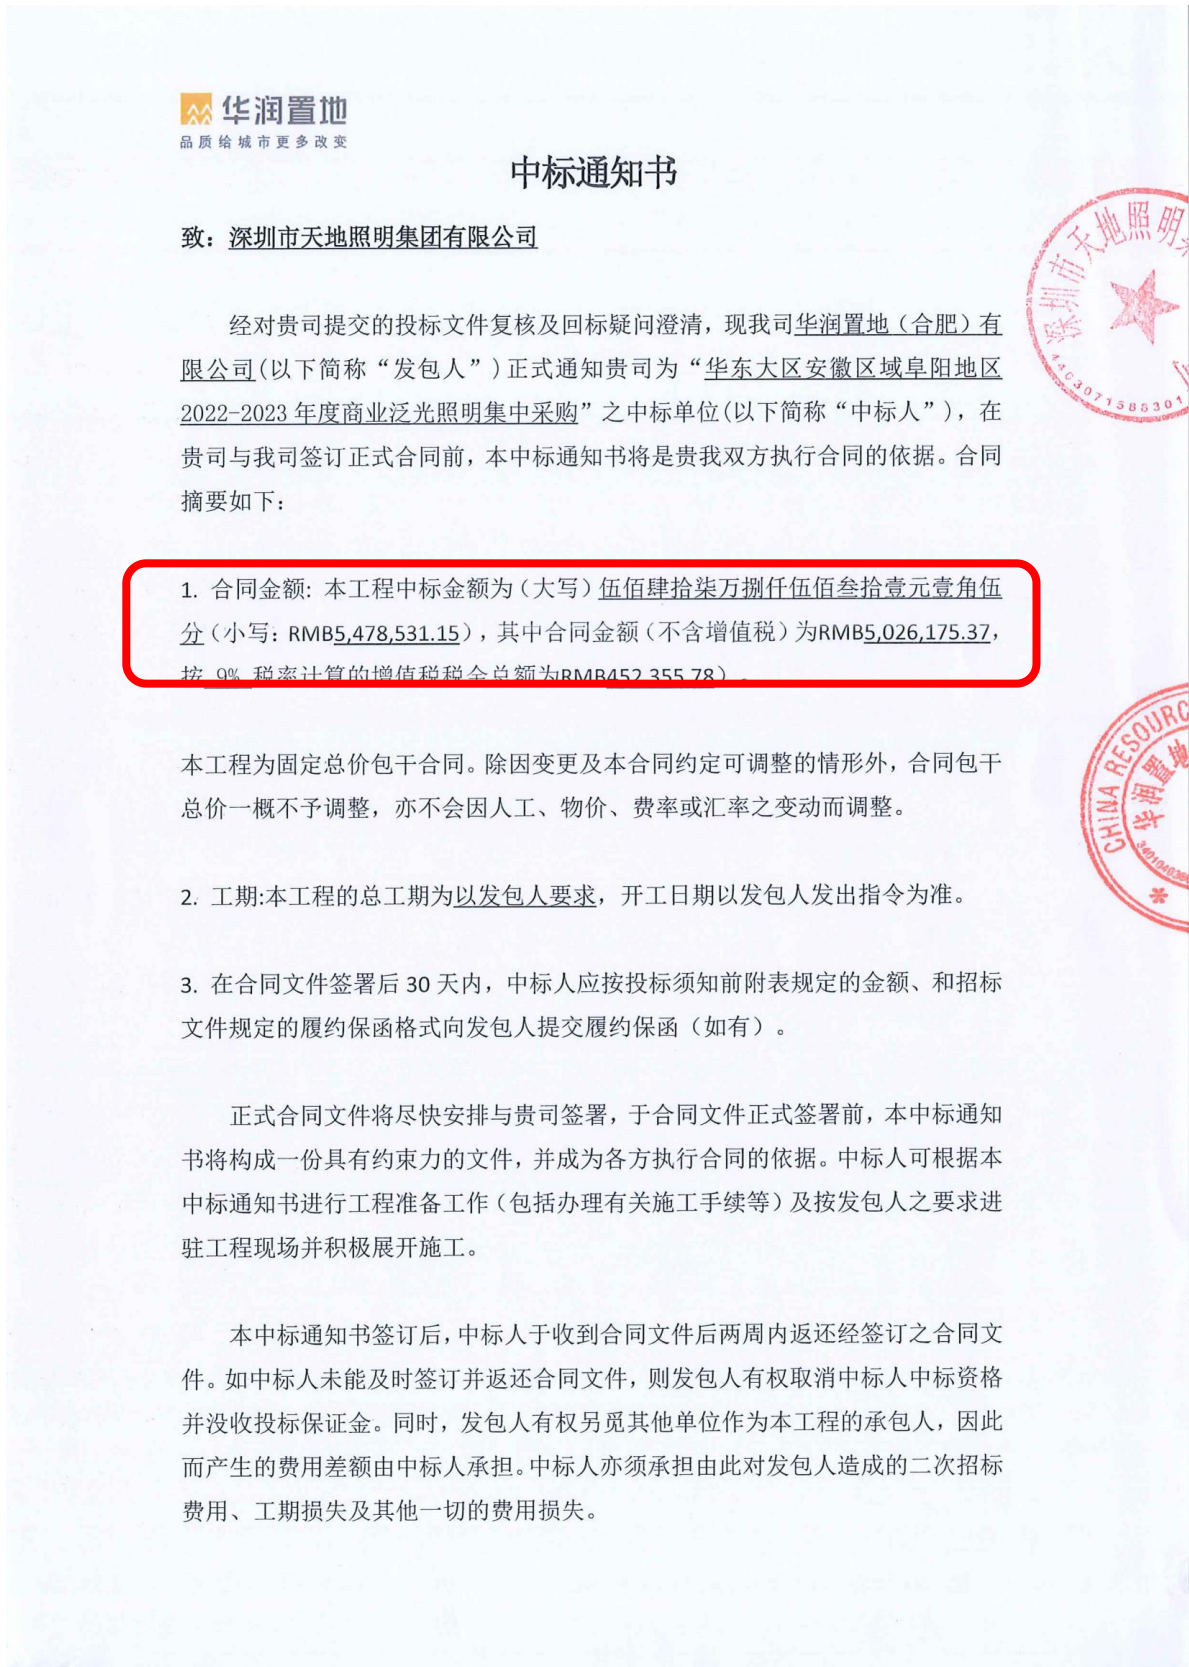 华润置地
品质给城市更多改变
中标通知书
致：深圳市天地照明集团有限公司
经对贵司提交的投标文件复核及回标疑问澄清，现我司华润置地（合肥）有
限公司(以下简称“发包人”)正式通知贵司为“华东大区安徽区域阜阳地区
2022-2023 年度商业泛光照明集中采购”之中标单位(以下简称“中标人”)，在
贵司与我司签订正式合同前，本中标通知书将是贵我双方执行合同的依据。合同
摘要如下：
1. 合同金额：本工程中标金额为（大写）伍佰肆拾柒万捌仟伍佰叁拾壹元壹角伍
分（小写：RMB5,478,531.15），其中合同金额（不含增值税）为RMB5,026,175.37，
按 9% 税率计算的增值税税金总额为RMB452,355.78）。
本工程为固定总价包干合同。除因变更及本合同约定可调整的情形外，合同包干
总价一概不予调整，亦不会因人工、物价、费率或汇率之变动而调整。
2. 工期:本工程的总工期为以发包人要求，开工日期以发包人发出指令为准。
3. 在合同文件签署后 30 天内，中标人应按投标须知前附表规定的金额、和招标
文件规定的履约保函格式向发包人提交履约保函（如有）。
正式合同文件将尽快安排与贵司签署，于合同文件正式签署前，本中标通知
书将构成一份具有约束力的文件，并成为各方执行合同的依据。中标人可根据本
中标通知书进行工程准备工作（包括办理有关施工手续等）及按发包人之要求进
驻工程现场并积极展开施工。
本中标通知书签订后，中标人于收到合同文件后两周内返还经签订之合同文
件。如中标人未能及时签订并返还合同文件，则发包人有权取消中标人中标资格
并没收投标保证金。同时，发包人有权另觅其他单位作为本工程的承包人，因此
而产生的费用差额由中标人承担。中标人亦须承担由此对发包人造成的二次招标
费用、工期损失及其他一切的费用损失。
深圳市天地照明
CHINA RESOURC
华润置地